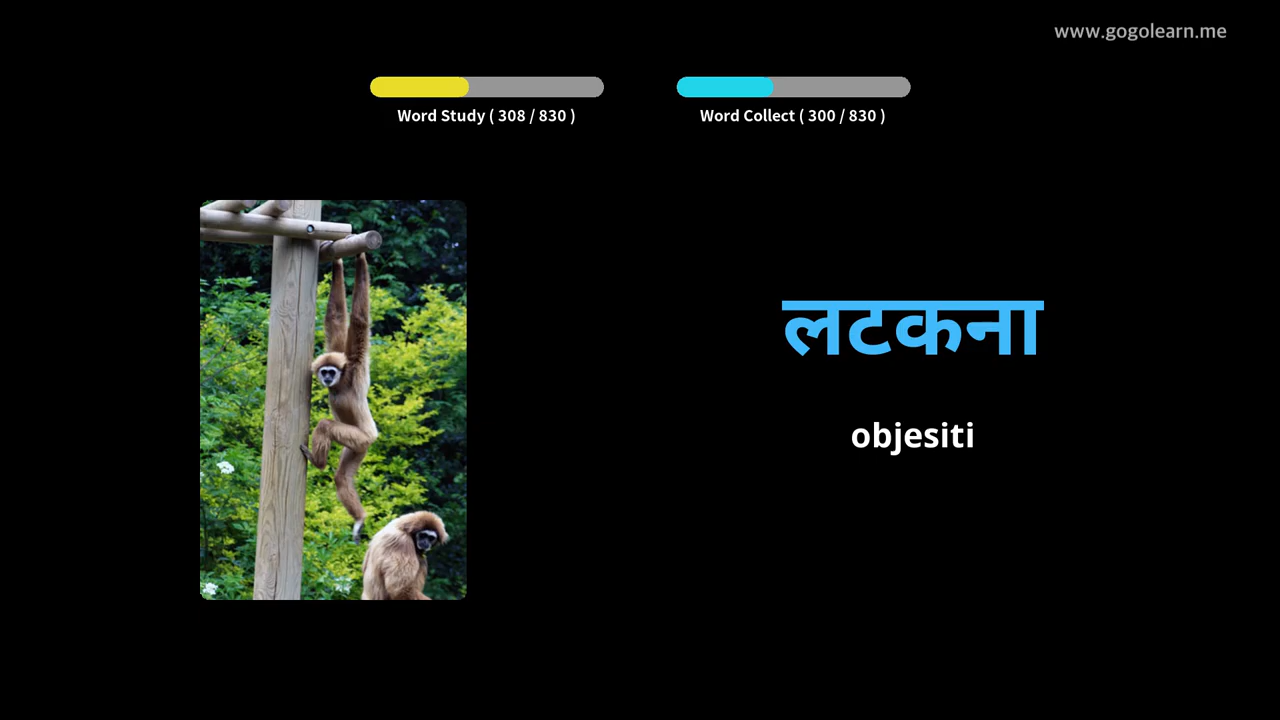 www.gogolearn.me
Word Study ( 308 / 830 )
Word Collect ( 300 / 830 )
लटकना
objesiti